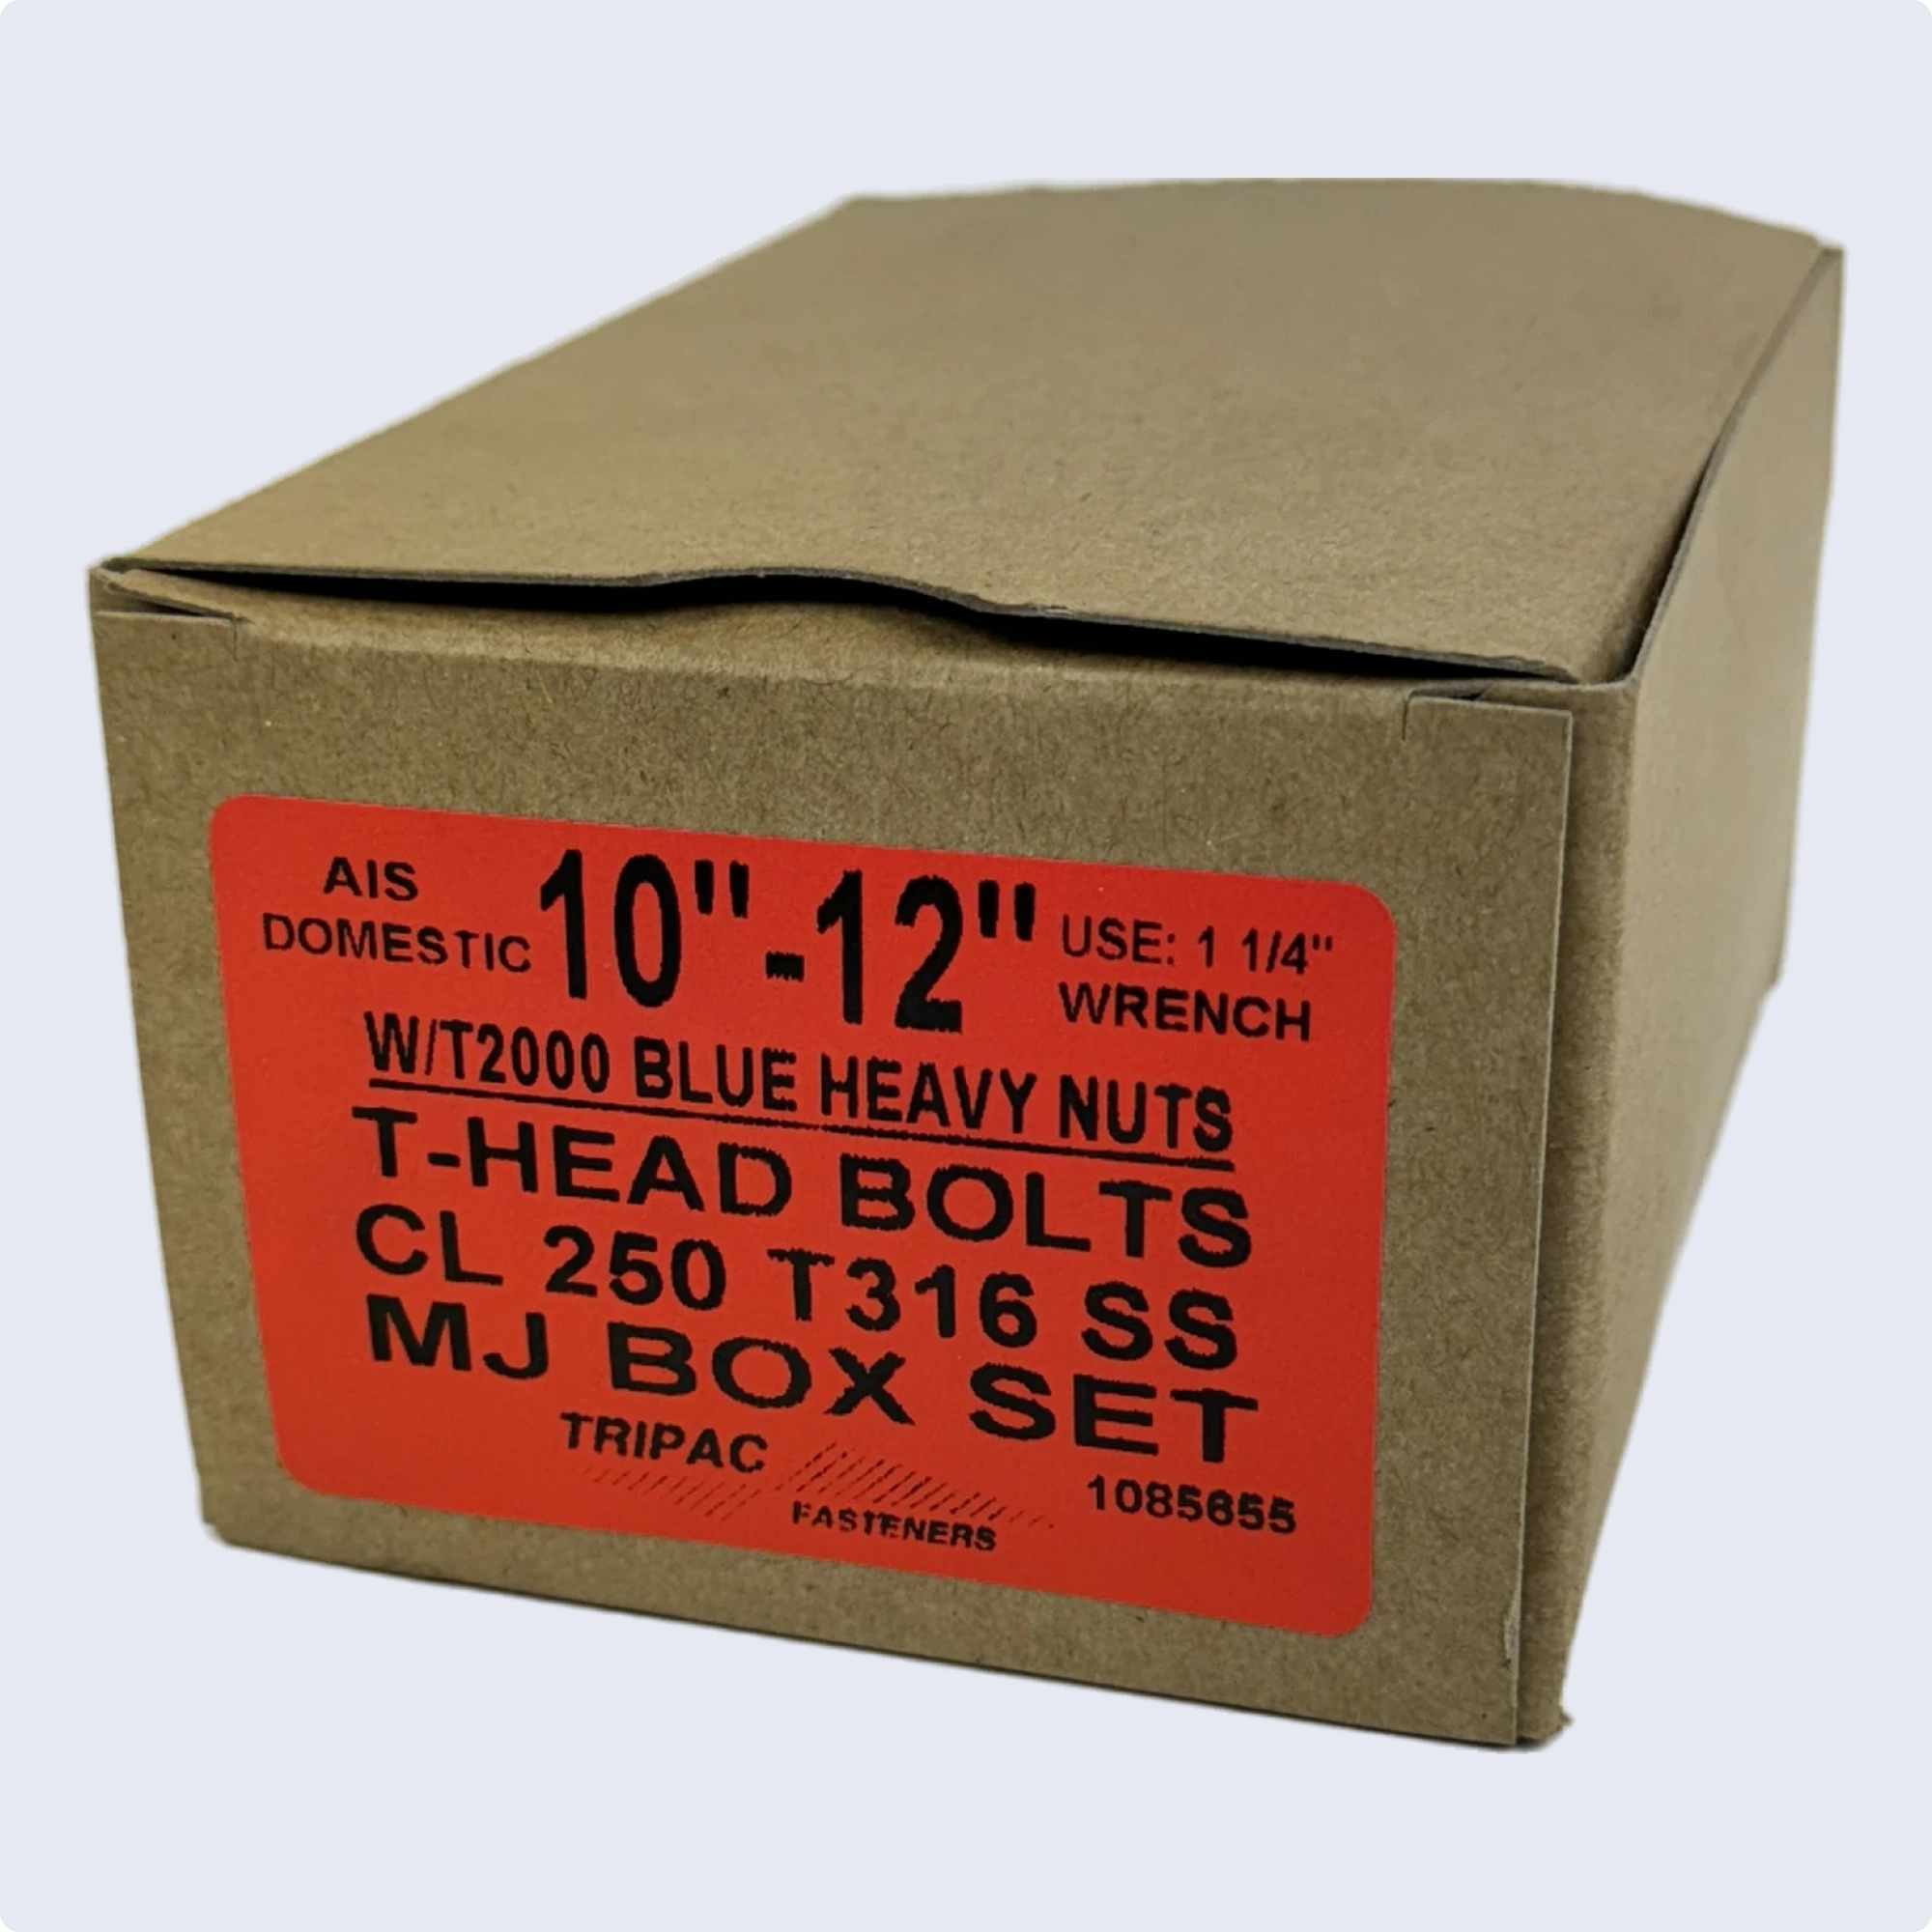 AIS
DOMESTIC
10"-12"
USE: 1 1/4"
WRENCH
W/T2000 BLUE HEAVY NUTS
T-HEAD BOLTS
CL 250 T316 SS
MJ BOX SET
TRIPAC
FASTENERS
1085655